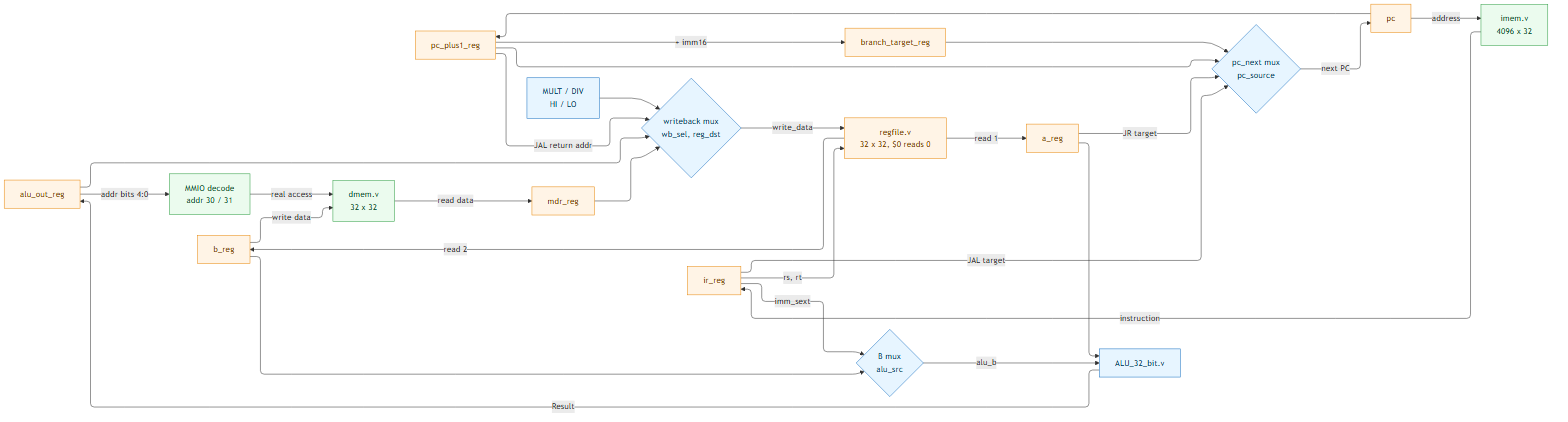 pc
address
imem.v
4096 x 32
pc_plus1_reg
+ imm16
branch_target_reg
pc_next mux
pc_source
next PC
MULT / DIV
HI / LO
writeback mux
wb_sel, reg_dst
write_data
regfile.v
32 x 32, $0 reads 0
read 1
a_reg
JR target
JAL return addr
alu_out_reg
addr bits 4:0
MMIO decode
addr 30 / 31
real access
dmem.v
32 x 32
read data
mdr_reg
write data
b_reg
read 2
JAL target
ir_reg
rs, rt
imm_sext
instruction
B mux
alu_src
alu_b
ALU_32_bit.v
Result